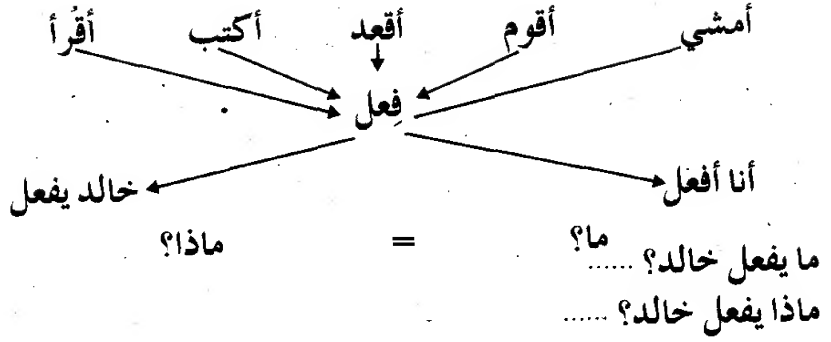 أمشي أقوم أقعد أكتب أقرأ
فِعل
أنا أفعل خالد يفعل
ما؟ = ماذا؟
ما يفعل خالد؟ ......
ماذا يفعل خالد؟ ......